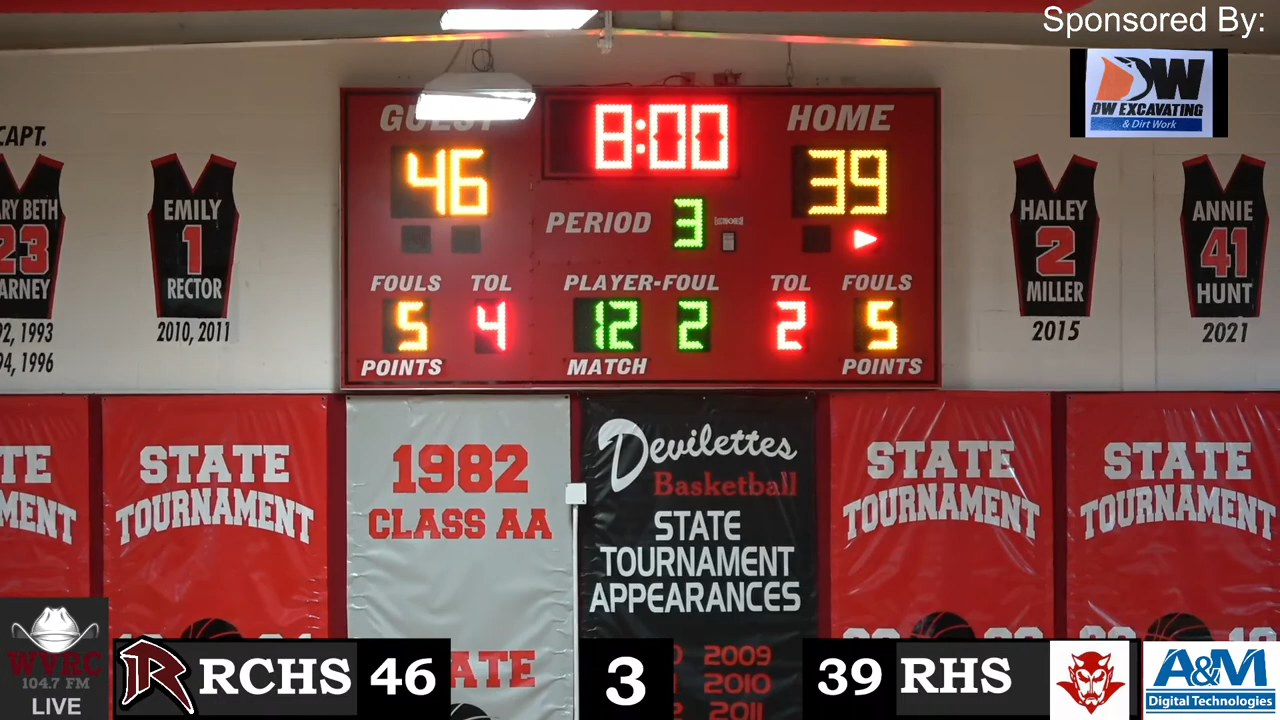 Sponsored By:
DW
DW EXCAVATING
& Dirt Work
CAPT.
23
EMILY
1
RECTOR
2010, 2011
GUEST
8:00
HOME
46
39
PERIOD 3
FOULS TOL PLAYER-FOUL TOL FOULS
5 4 12 2 2 5
POINTS MATCH POINTS
HAILEY
2
MILLER
2015
ANNIE
41
HUNT
2021
1993
1996
STATE
TOURNAMENT
1982
CLASS AA
Devilettes
Basketball
STATE
TOURNAMENT
APPEARANCES
2009
2010
2011
STATE
TOURNAMENT
STATE
TOURNAMENT
WVRC
104.7 FM
LIVE
R
RCHS 46
3
39 RHS
A&M
Digital Technologies